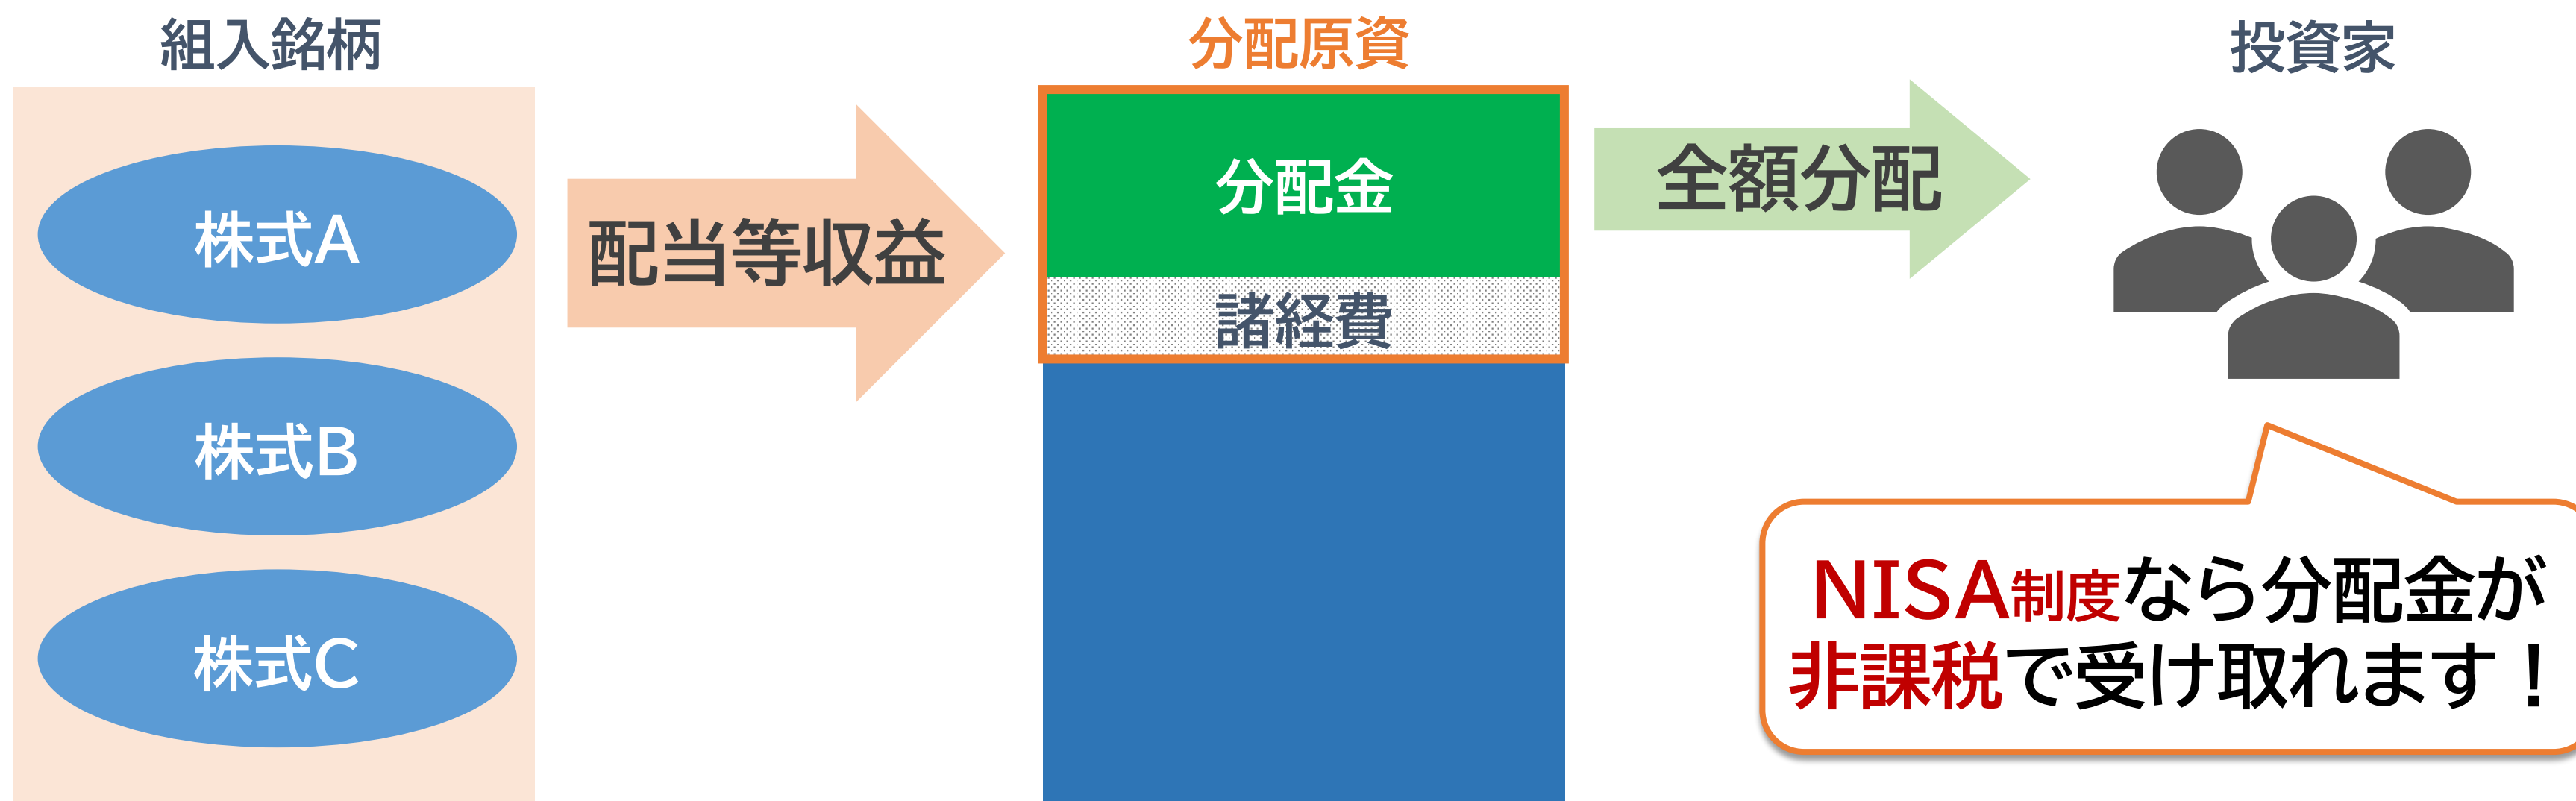 組入銘柄
株式A
株式B
株式C
配当等収益
分配原資
分配金
諸経費
全額分配
投資家
NISA制度なら分配金が
非課税で受け取れます！